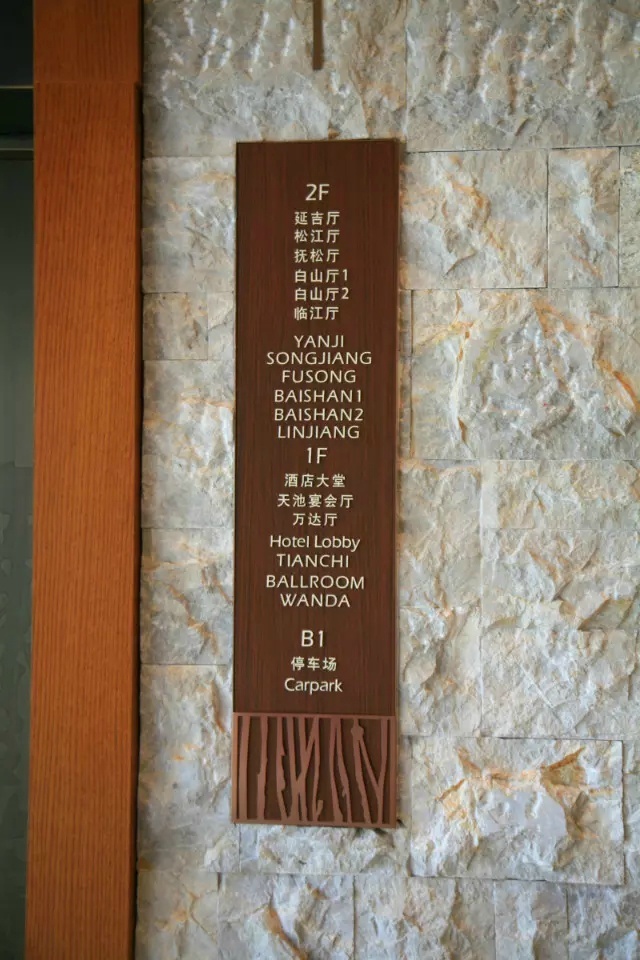 2F
延吉厅
松江厅
抚松厅
白山厅1
白山厅2
临江厅
YANJI
SONGJIANG
FUSONG
BAISHAN1
BAISHAN2
LINJIANG
1F
酒店大堂
天池宴会厅
万达厅
Hotel Lobby
TIANCHI
BALLROOM
WANDA
B1
停车场
Carpark